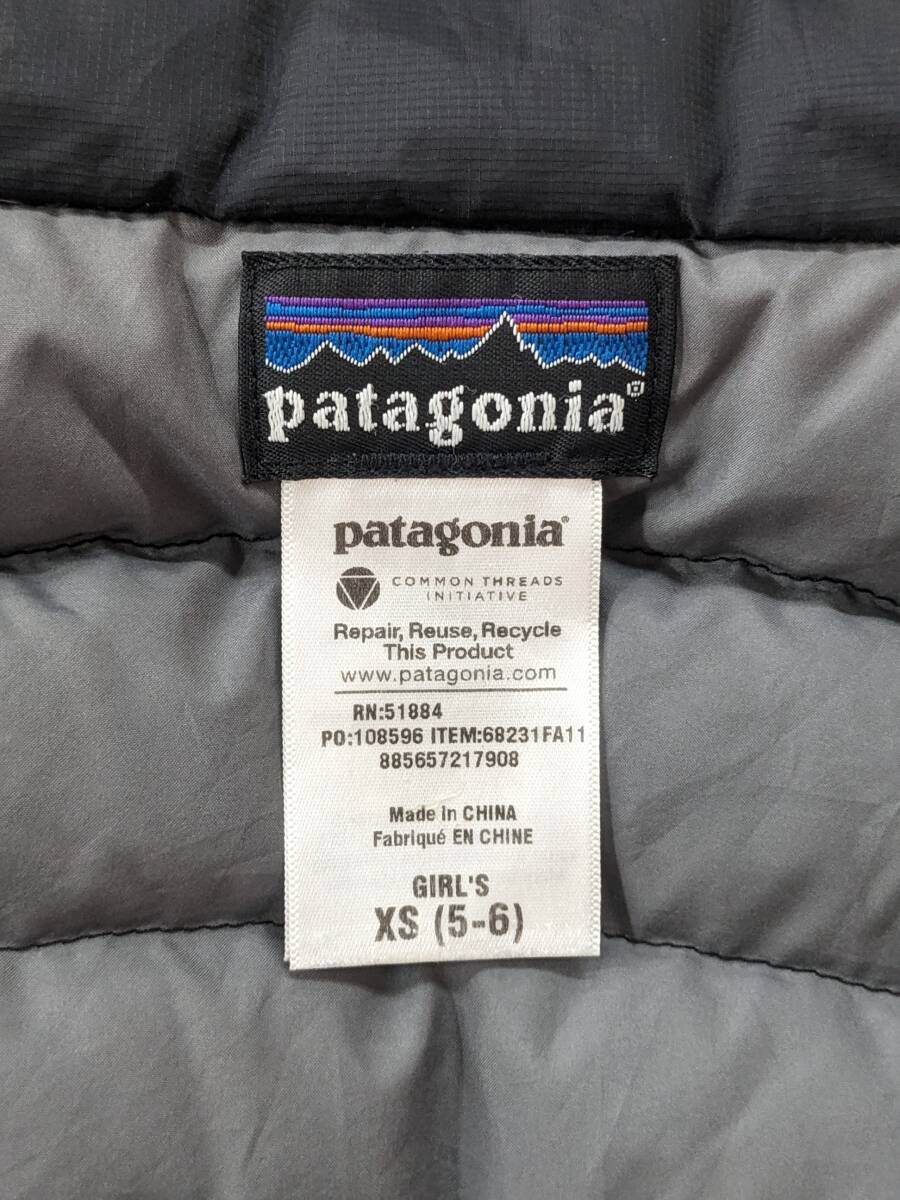 patagonia®
patagonia®
COMMON THREADS
INITIATIVE
Repair, Reuse, Recycle
This Product
www.patagonia.com
RN:51884
PO:108596 ITEM:68231FA11
885657217908
Made in CHINA
Fabriqué EN CHINE
GIRL'S
XS (5-6)